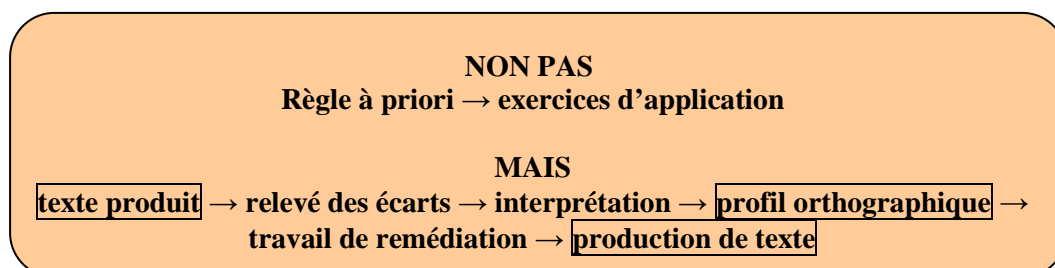 NON PAS
Règle à priori → exercices d’application
MAIS
texte produit → relevé des écarts → interprétation → profil orthographique →
travail de remédiation → production de texte